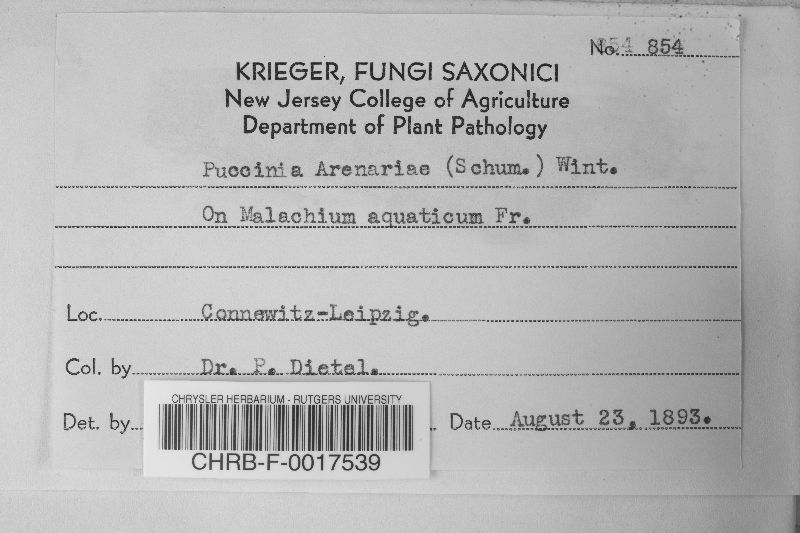 No. 854
KRIEGER, FUNGI SAXONICI
New Jersey College of Agriculture
Department of Plant Pathology
Puccinia Arenariae (Schum.) Wint.
On Malachium aquaticum Fr.
Loc. Connewitz-Leipzig.
Col. by Dr. P. Dietel.
Det. by Date August 23, 1893.
CHRYSLER HERBARIUM - RUTGERS UNIVERSITY
CHRB-F-0017539